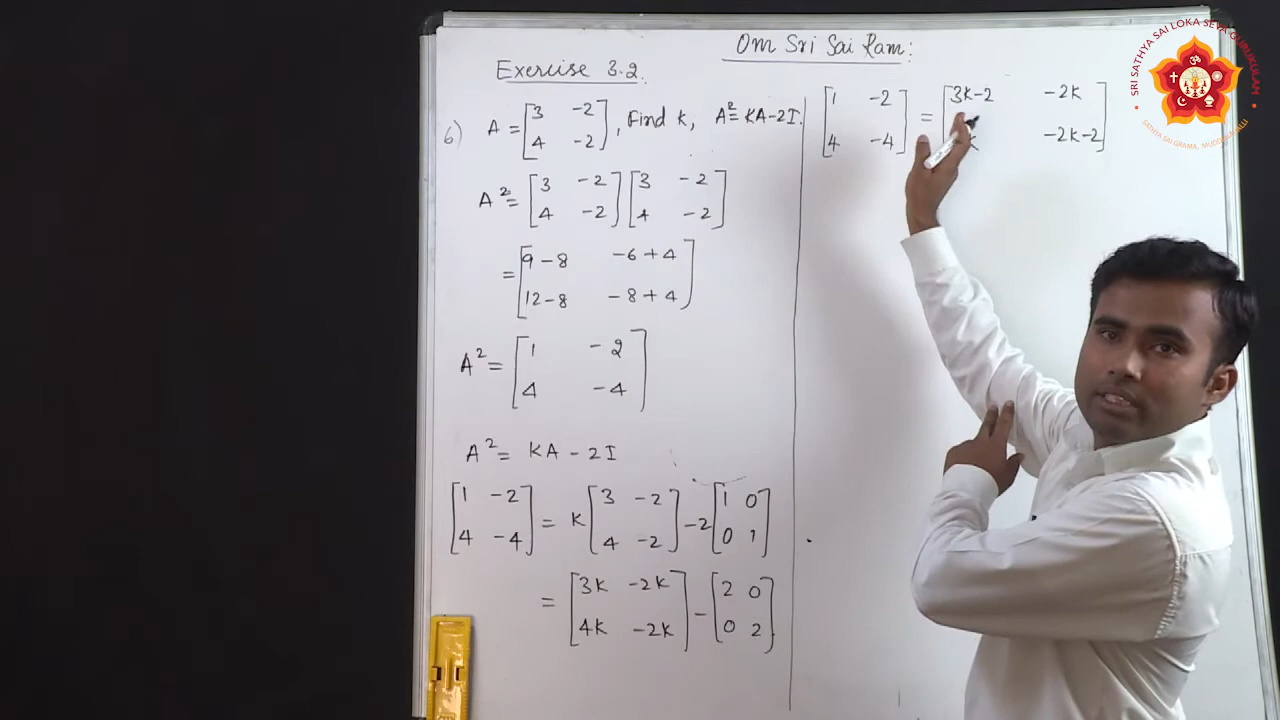 Om Sri Sai Ram:
Exercise 3.2.
6) A = [3 -2
4 -2], Find k, A² = KA-2I.
A² = [3 -2
4 -2] [3 -2
4 -2]
= [9-8 -6+4
12-8 -8+4]
A² = [1 -2
4 -4]
A² = KA-2I
[1 -2
4 -4] = K [3 -2
4 -2] -2 [1 0
0 1]
= [3K -2K
4K -2K] - [2 0
0 2]
[1 -2
4 -4] = [3K-2 -2K
K -2K-2]
SRI SATHYA SAI LOKA SEVA GURUKULAM